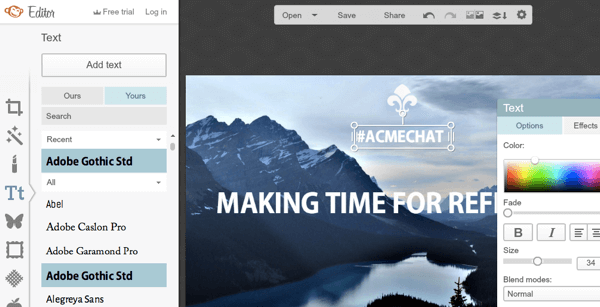 Editor
Free trial
Log in
Open
Save
Share
Text
Add text
Ours
Yours
Search
Recent
Adobe Gothic Std
All
Abel
Adobe Caslon Pro
Adobe Garamond Pro
Adobe Gothic Std
Alegreya Sans
Tt
#ACMECHAT
MAKING TIME FOR REF
Text
Options
Effects
Color:
Fade
B
I
Size
34
Blend modes:
Normal